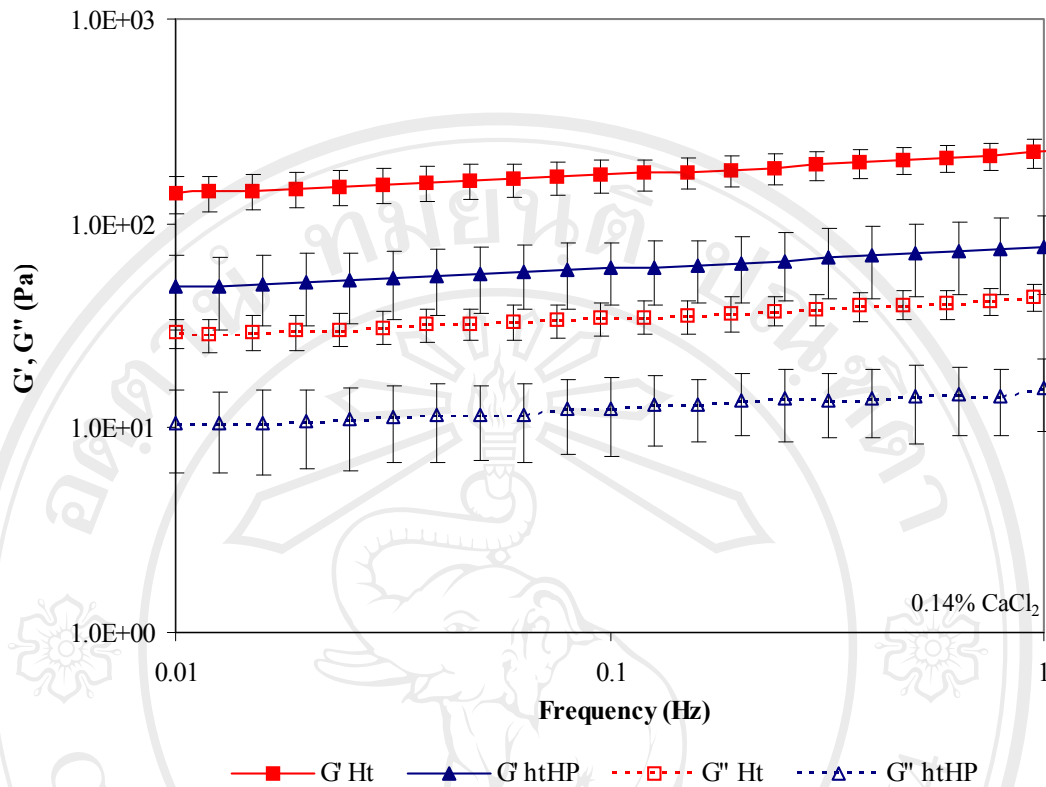 1.0E+03
1.0E+02
1.0E+01
1.0E+00
G', G'' (Pa)
0.14% CaCl₂
0.01
0.1
1
Frequency (Hz)
G' Ht
G' htHP
G'' Ht
G'' htHP